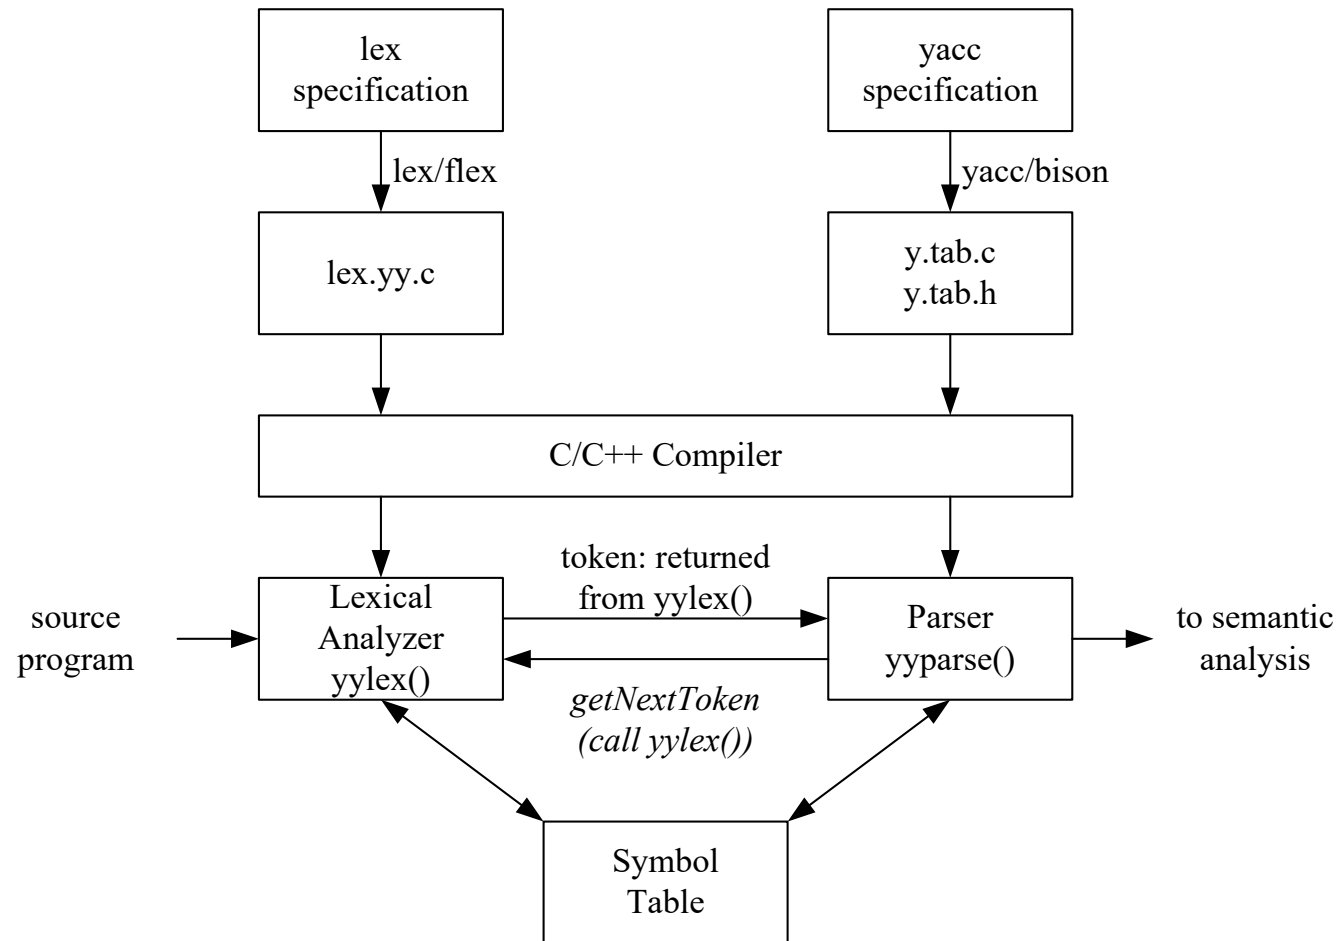 lex
specification
yacc
specification
lex/flex
yacc/bison
lex.yy.c
y.tab.c
y.tab.h
C/C++ Compiler
token: returned
from yylex()
source
program
Lexical
Analyzer
yylex()
Parser
yyparse()
to semantic
analysis
getNextToken
(call yylex())
Symbol
Table